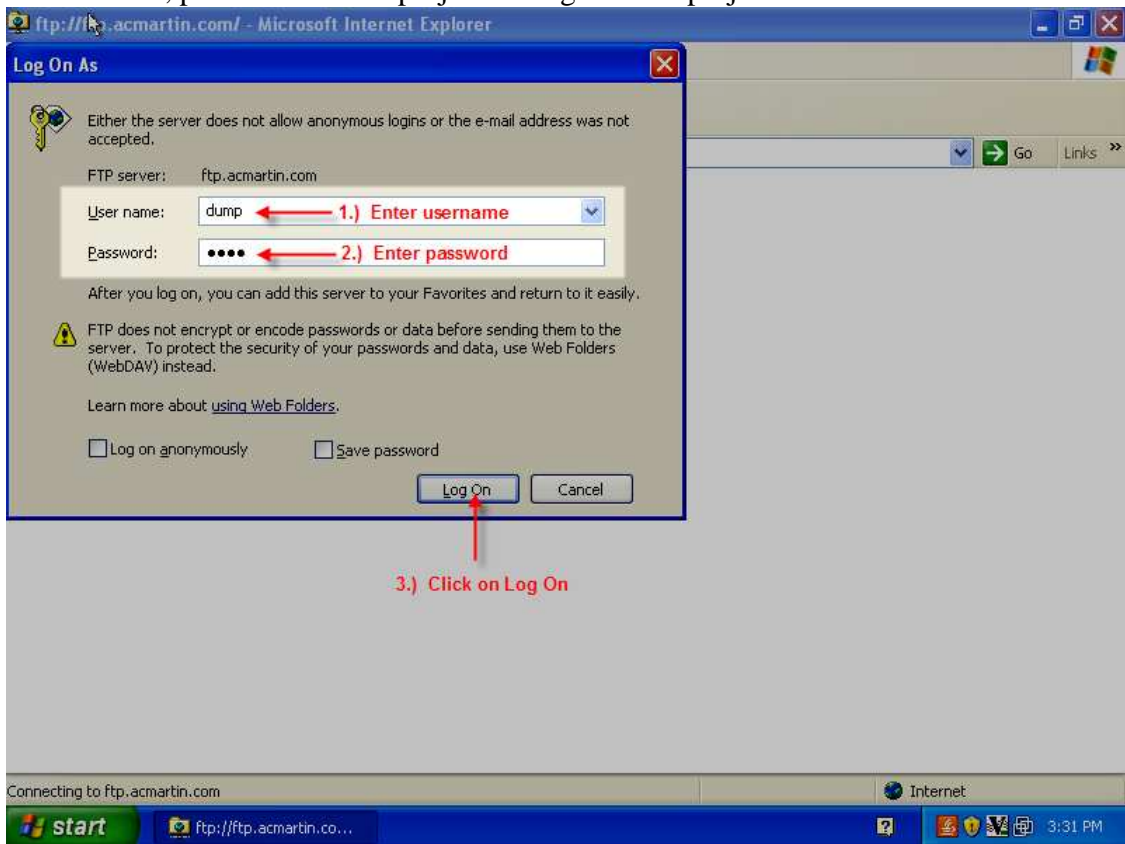 ftp://ftp.acmartin.com/ - Microsoft Internet Explorer
Log On As
Either the server does not allow anonymous logins or the e-mail address was not
accepted.
FTP server: ftp.acmartin.com
User name: dump 1.) Enter username
Password: •••• 2.) Enter password
After you log on, you can add this server to your Favorites and return to it easily.
FTP does not encrypt or encode passwords or data before sending them to the
server. To protect the security of your passwords and data, use Web Folders
(WebDAV) instead.
Learn more about using Web Folders.
Log on anonymously Save password
Log On Cancel
Go Links »
3.) Click on Log On
Connecting to ftp.acmartin.com Internet
start ftp://ftp.acmartin.co... 3:31 PM